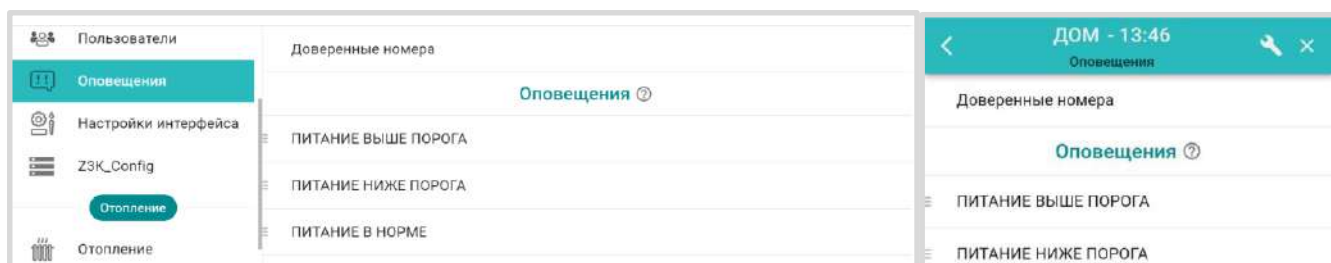 Пользователи
Оповещения
Настройки интерфейса
Z3K_Config
Отопление
Отопление
Доверенные номера
Оповещения ?
ПИТАНИЕ ВЫШЕ ПОРОГА
ПИТАНИЕ НИЖЕ ПОРОГА
ПИТАНИЕ В НОРМЕ
ДОМ - 13:46
Оповещения
Доверенные номера
Оповещения ?
ПИТАНИЕ ВЫШЕ ПОРОГА
ПИТАНИЕ НИЖЕ ПОРОГА